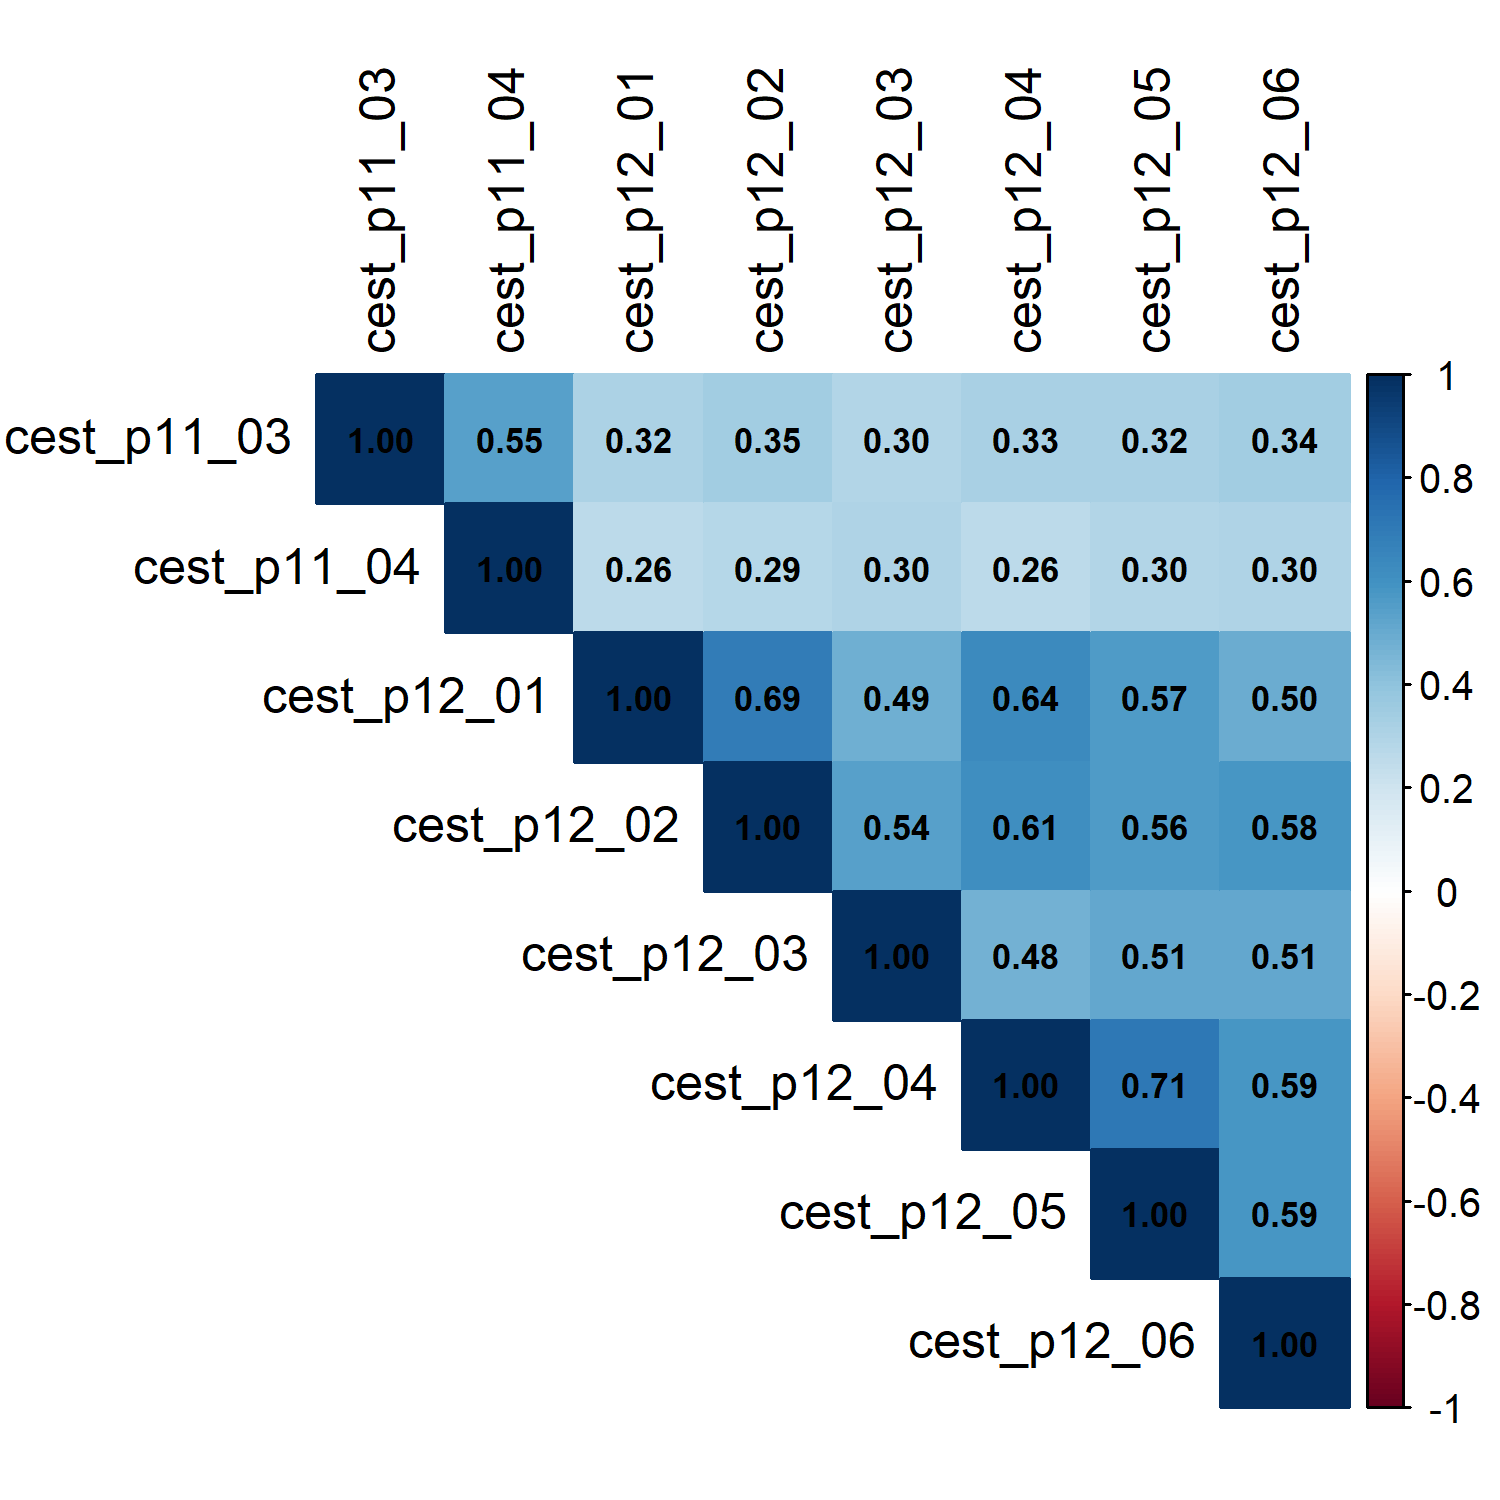 cest_p11_03
cest_p11_04
cest_p12_01
cest_p12_02
cest_p12_03
cest_p12_04
cest_p12_05
cest_p12_06
cest_p11_03 1.00 0.55 0.32 0.35 0.30 0.33 0.32 0.34
cest_p11_04 1.00 0.26 0.29 0.30 0.26 0.30 0.30
cest_p12_01 1.00 0.69 0.49 0.64 0.57 0.50
cest_p12_02 1.00 0.54 0.61 0.56 0.58
cest_p12_03 1.00 0.48 0.51 0.51
cest_p12_04 1.00 0.71 0.59
cest_p12_05 1.00 0.59
cest_p12_06 1.00
1
0.8
0.6
0.4
0.2
0
-0.2
-0.4
-0.6
-0.8
-1